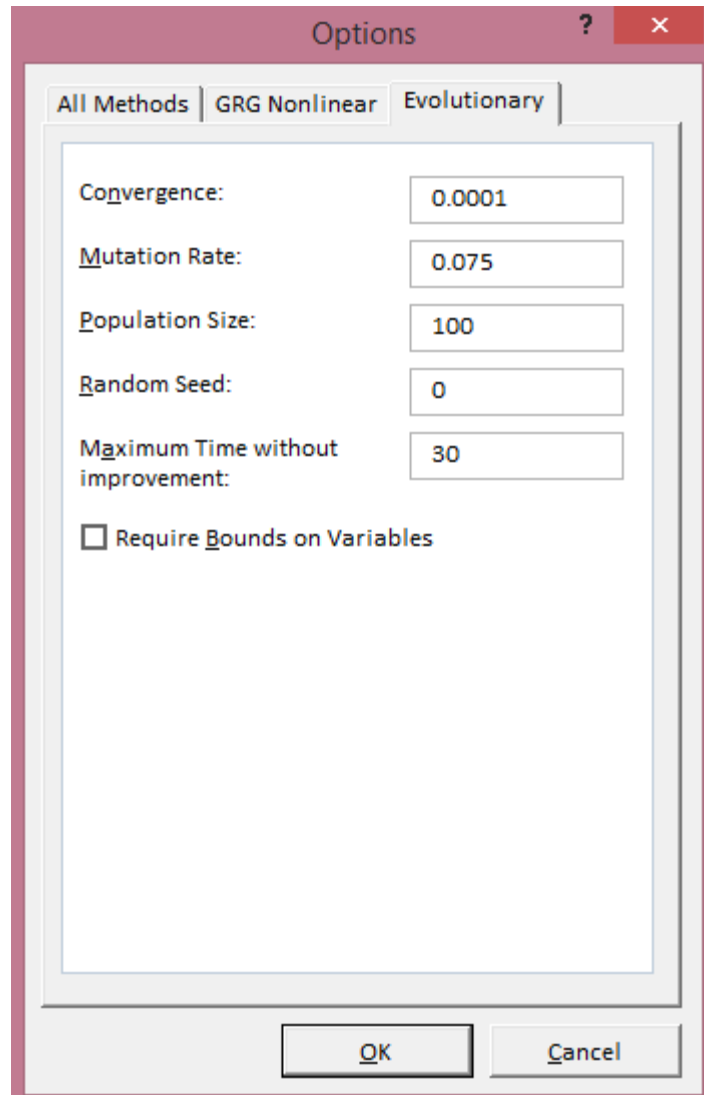 Options ? ×
All Methods GRG Nonlinear Evolutionary
Convergence: 0.0001
Mutation Rate: 0.075
Population Size: 100
Random Seed: 0
Maximum Time without 30
improvement:
Require Bounds on Variables
OK Cancel